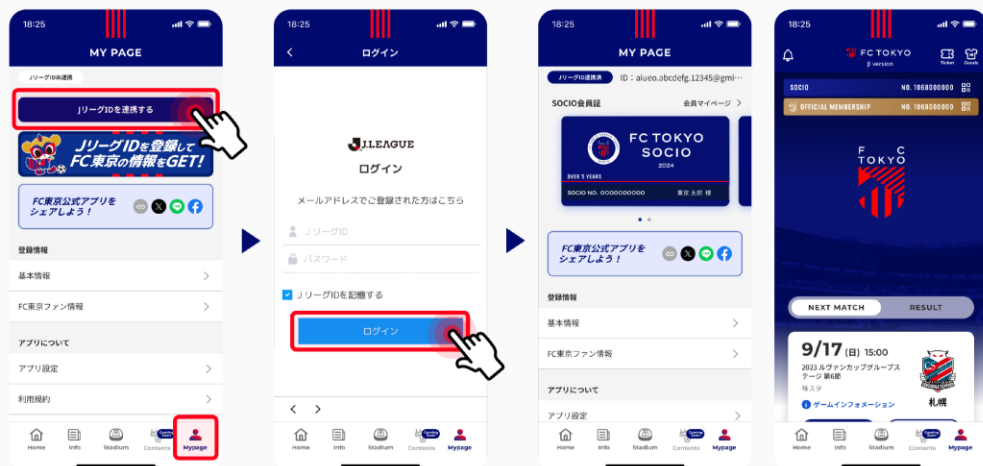 18:25
MY PAGE
JリーグID未連携
JリーグIDを連携する
JリーグIDを登録して
FC東京の情報をGET!
FC東京公式アプリを
シェアしよう!
登録情報
基本情報
FC東京ファン情報
アプリについて
アプリ設定
利用規約
Home
Info
Stadium
Contents
Mypage
18:25
ログイン
J.LEAGUE
ログイン
メールアドレスでご登録された方はこちら
JリーグID
パスワード
JリーグIDを記憶する
ログイン
Home
Info
Stadium
Contents
Mypage
18:25
MY PAGE
JリーグID連携済 ID:aiueo.abcdefg.12345@gmi…
SOCIO会員証 会員マイページ
FC TOKYO
SOCIO
2024
OVER 5 YEARS
SOCIO NO. 0000000000 東京 太郎 様
FC東京公式アプリを
シェアしよう!
登録情報
基本情報
FC東京ファン情報
アプリについて
アプリ設定
Home
Info
Stadium
Contents
Mypage
18:25
FC TOKYO
β version
Ticket
Goods
SOCIO NO. 1068000000
OFFICIAL MEMBERSHIP NO. 1068000000
F C
TOKYO
NEXT MATCH RESULT
9/17 (日) 15:00
2023 ルヴァンカップグループス
テージ 第6節
味スタ
ゲームインフォメーション
札幌
Home
Info
Stadium
Contents
Mypage